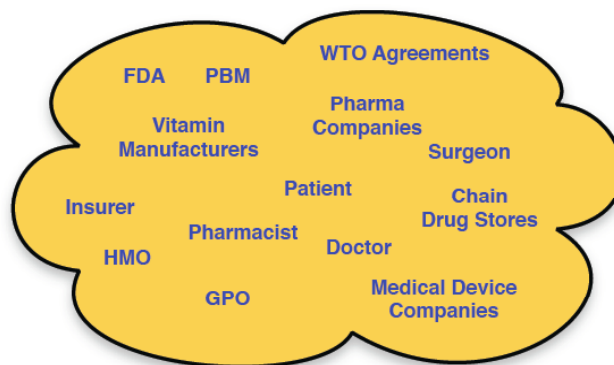 WTO Agreements
FDA PBM
Pharma
Companies
Vitamin
Manufacturers
Surgeon
Patient
Chain
Drug Stores
Insurer
Pharmacist
Doctor
HMO
GPO
Medical Device
Companies